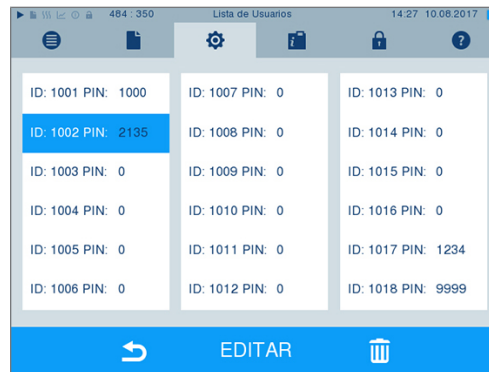 484 : 350 Lista de Usuarios 14:27 10.08.2017
ID: 1001 PIN: 1000
ID: 1002 PIN: 2135
ID: 1003 PIN: 0
ID: 1004 PIN: 0
ID: 1005 PIN: 0
ID: 1006 PIN: 0
ID: 1007 PIN: 0
ID: 1008 PIN: 0
ID: 1009 PIN: 0
ID: 1010 PIN: 0
ID: 1011 PIN: 0
ID: 1012 PIN: 0
ID: 1013 PIN: 0
ID: 1014 PIN: 0
ID: 1015 PIN: 0
ID: 1016 PIN: 0
ID: 1017 PIN: 1234
ID: 1018 PIN: 9999
EDITAR